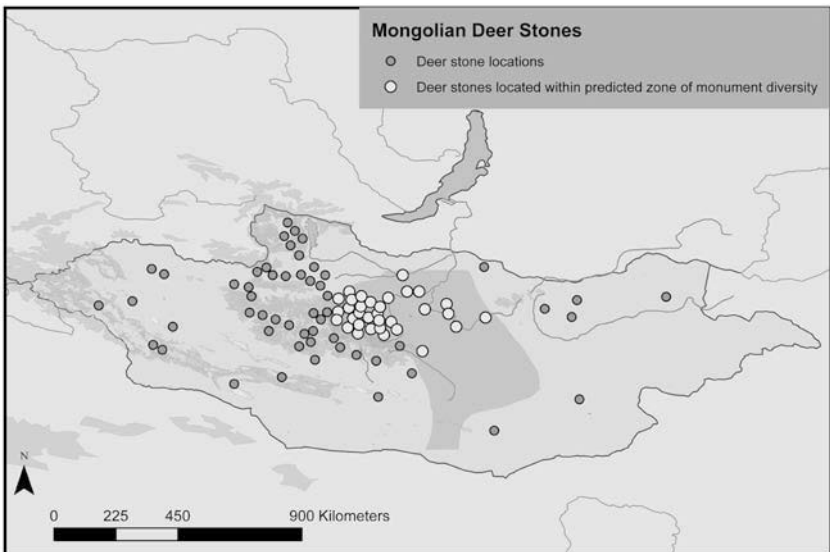 Mongolian Deer Stones
Deer stone locations
Deer stones located within predicted zone of monument diversity
N
0 225 450 900 Kilometers